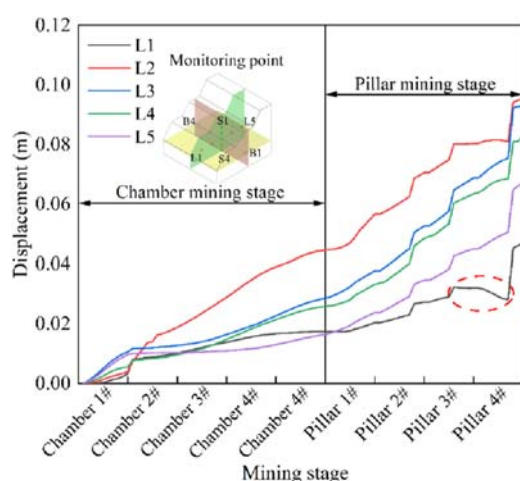 L1
L2
L3
L4
L5
Monitoring point
B4
S1
L5
L1
S4
B1
Pillar mining stage
Chamber mining stage
Displacement (m)
0.12
0.10
0.08
0.06
0.04
0.02
0.00
Chamber 1#
Chamber 2#
Chamber 3#
Chamber 4#
Chamber 4#
Pillar 1#
Pillar 2#
Pillar 3#
Pillar 4#
Mining stage